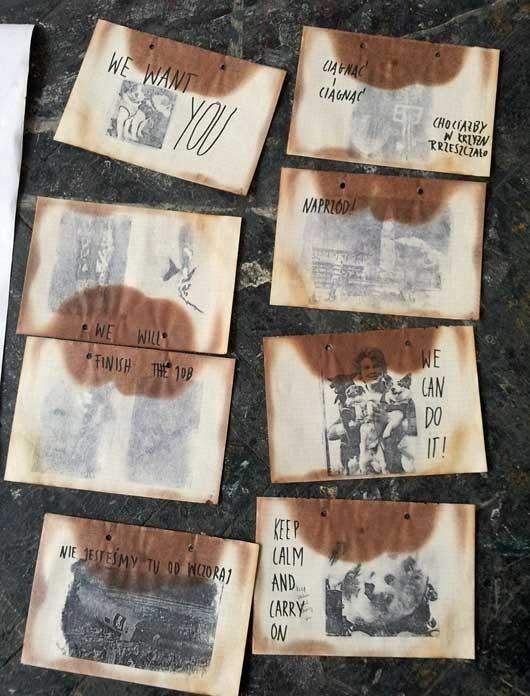 WE WANT
YOU
CIĄGNĄĆ
I
CIĄGNĄĆ
CHOCIAŻBY
W KRZYŻU
TRZESZCZAŁO
NAPRZÓD!
WE WILL
FINISH THE JOB
WE
CAN
DO
IT!
NIE JESTEŚMY TU OD WCZORAJ
KEEP
CALM
AND
CARRY
ON